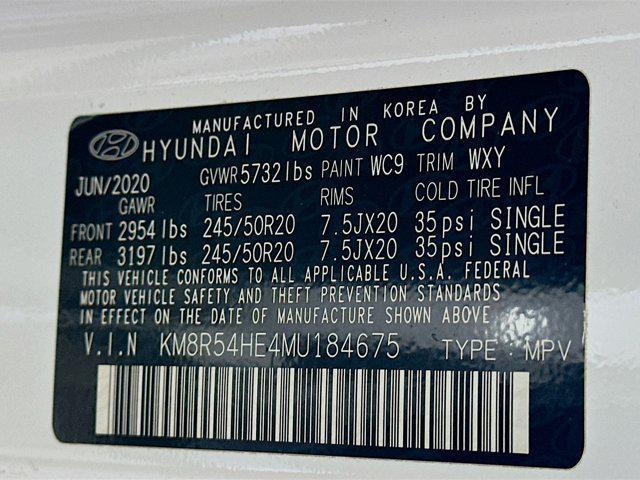 MANUFACTURED IN KOREA BY
HYUNDAI MOTOR COMPANY
JUN/2020 GVWR 5732 lbs PAINT WC9 TRIM WXY
GAWR TIRES RIMS COLD TIRE INFL
FRONT 2954 lbs 245/50R20 7.5JX20 35psi SINGLE
REAR 3197 lbs 245/50R20 7.5JX20 35psi SINGLE
THIS VEHICLE CONFORMS TO ALL APPLICABLE U.S.A. FEDERAL
MOTOR VEHICLE SAFETY AND THEFT PREVENTION STANDARDS
IN EFFECT ON THE DATE OF MANUFACTURE SHOWN ABOVE.
V.I.N KM8R54HE4MU184675 TYPE : MPV